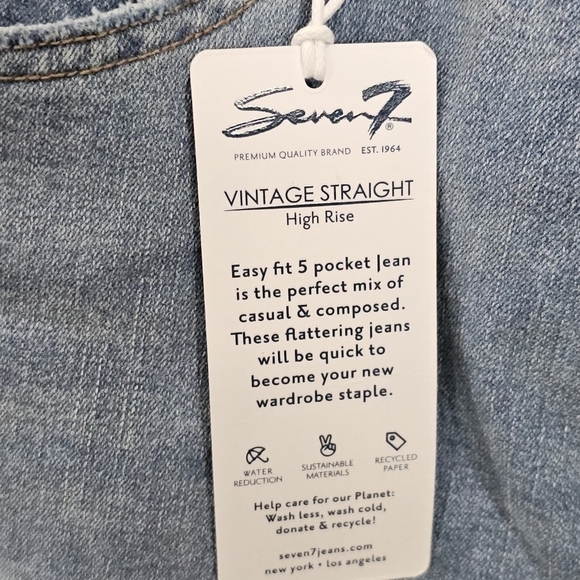 Seven7®
PREMIUM QUALITY BRAND EST. 1964
VINTAGE STRAIGHT
High Rise
Easy fit 5 pocket Jean
is the perfect mix of
casual & composed.
These flattering jeans
will be quick to
become your new
wardrobe staple.
WATER
REDUCTION
SUSTAINABLE
MATERIALS
RECYCLED
PAPER
Help care for our Planet:
Wash less, wash cold,
donate & recycle!
seven7jeans.com
new york • los angeles